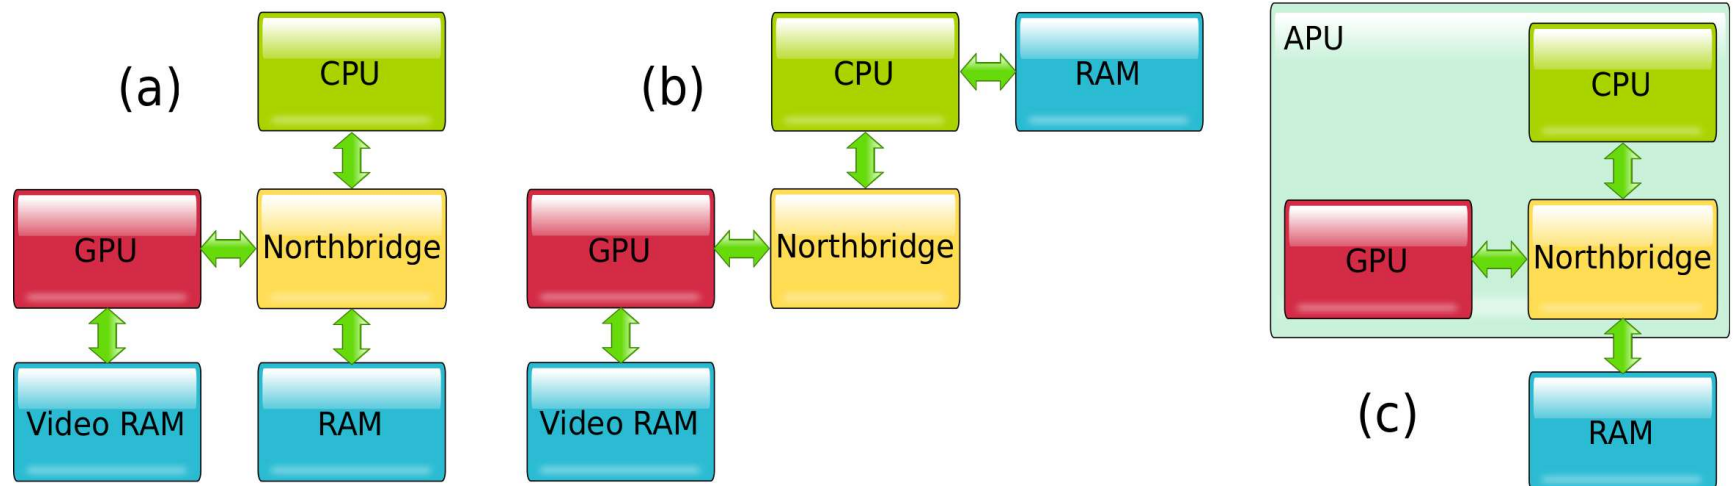 (a)
CPU
GPU
Northbridge
Video RAM
RAM
(b)
CPU
RAM
GPU
Northbridge
Video RAM
APU
CPU
GPU
Northbridge
(c)
RAM